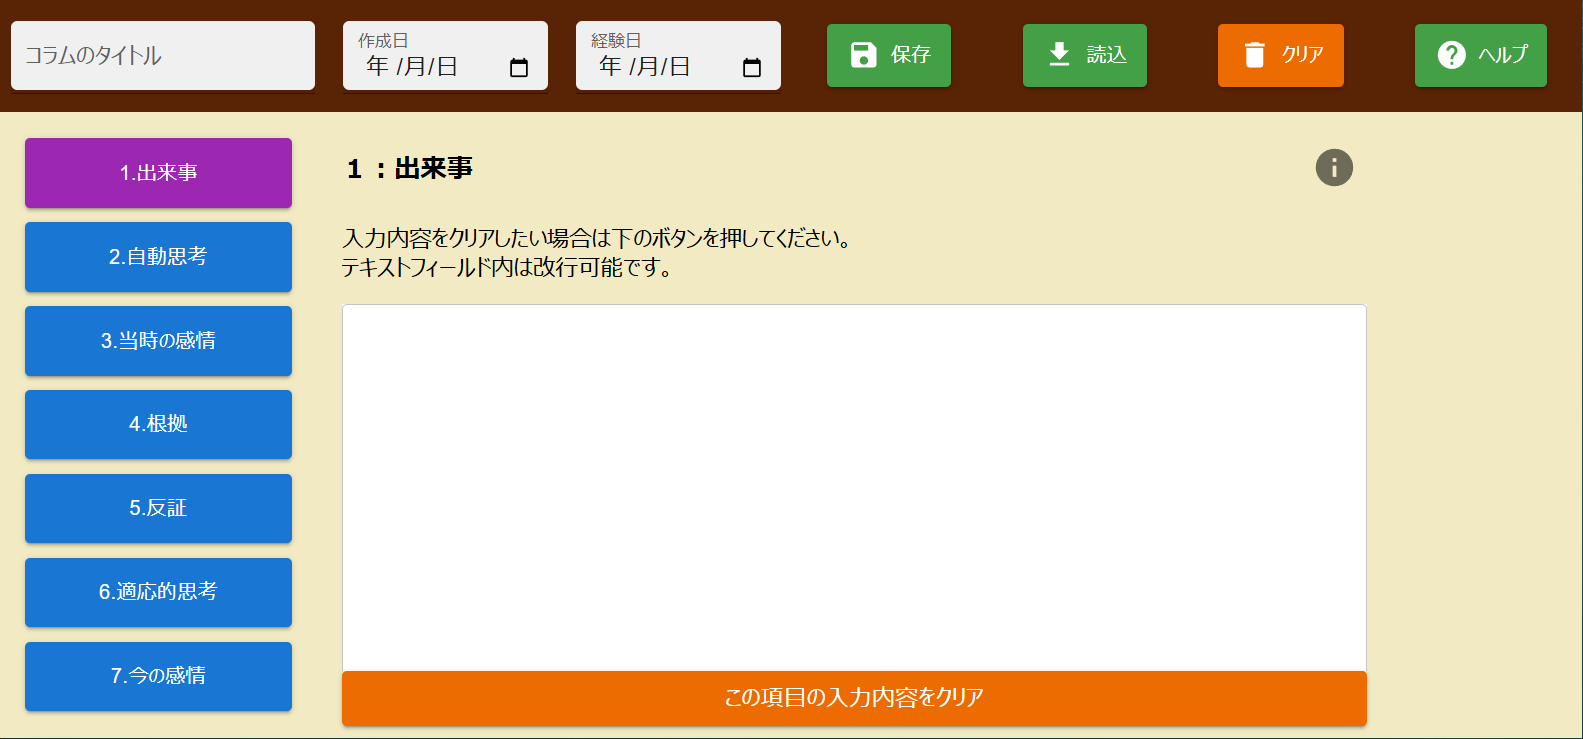 コラムのタイトル
作成日
年 /月/日
経験日
年 /月/日
保存
読込
クリア
ヘルプ
1.出来事
2.自動思考
3.当時の感情
4.根拠
5.反証
6.適応的思考
7.今の感情
1 ：出来事
入力内容をクリアしたい場合は下のボタンを押してください。
テキストフィールド内は改行可能です。
この項目の入力内容をクリア